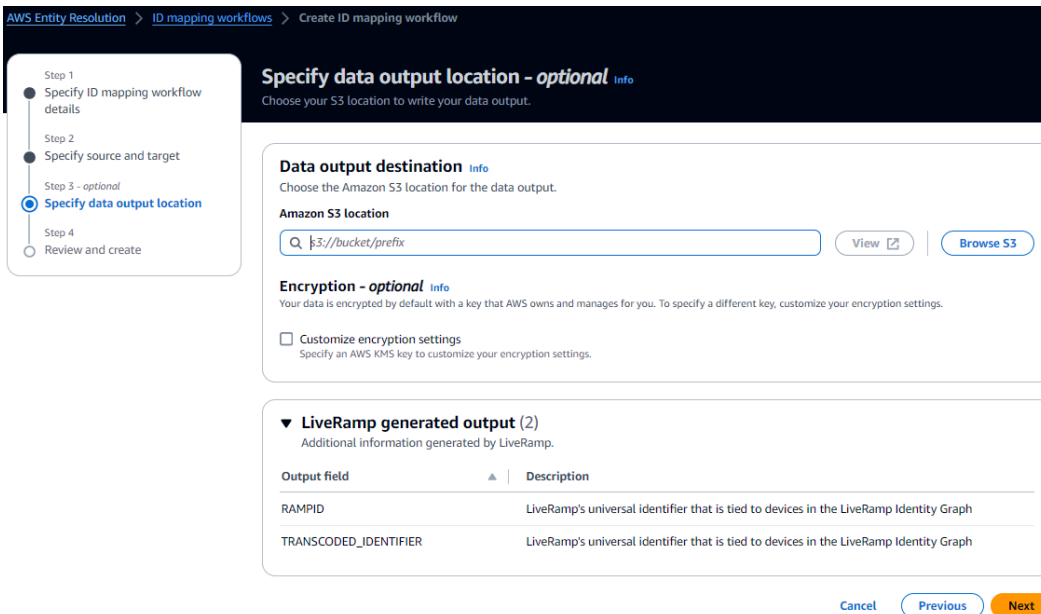 AWS Entity Resolution > ID mapping workflows > Create ID mapping workflow
Step 1
Specify ID mapping workflow
details
Step 2
Specify source and target
Step 3 - optional
Specify data output location
Step 4
Review and create
Specify data output location - optional Info
Choose your S3 location to write your data output.
Data output destination Info
Choose the Amazon S3 location for the data output.
Amazon S3 location
s3://bucket/prefix
View
Browse S3
Encryption - optional Info
Your data is encrypted by default with a key that AWS owns and manages for you. To specify a different key, customize your encryption settings.
Customize encryption settings
Specify an AWS KMS key to customize your encryption settings.
LiveRamp generated output (2)
Additional information generated by LiveRamp.
Output field Description
RAMPID LiveRamp's universal identifier that is tied to devices in the LiveRamp Identity Graph
TRANSCODED_IDENTIFIER LiveRamp's universal identifier that is tied to devices in the LiveRamp Identity Graph
Cancel Previous Next